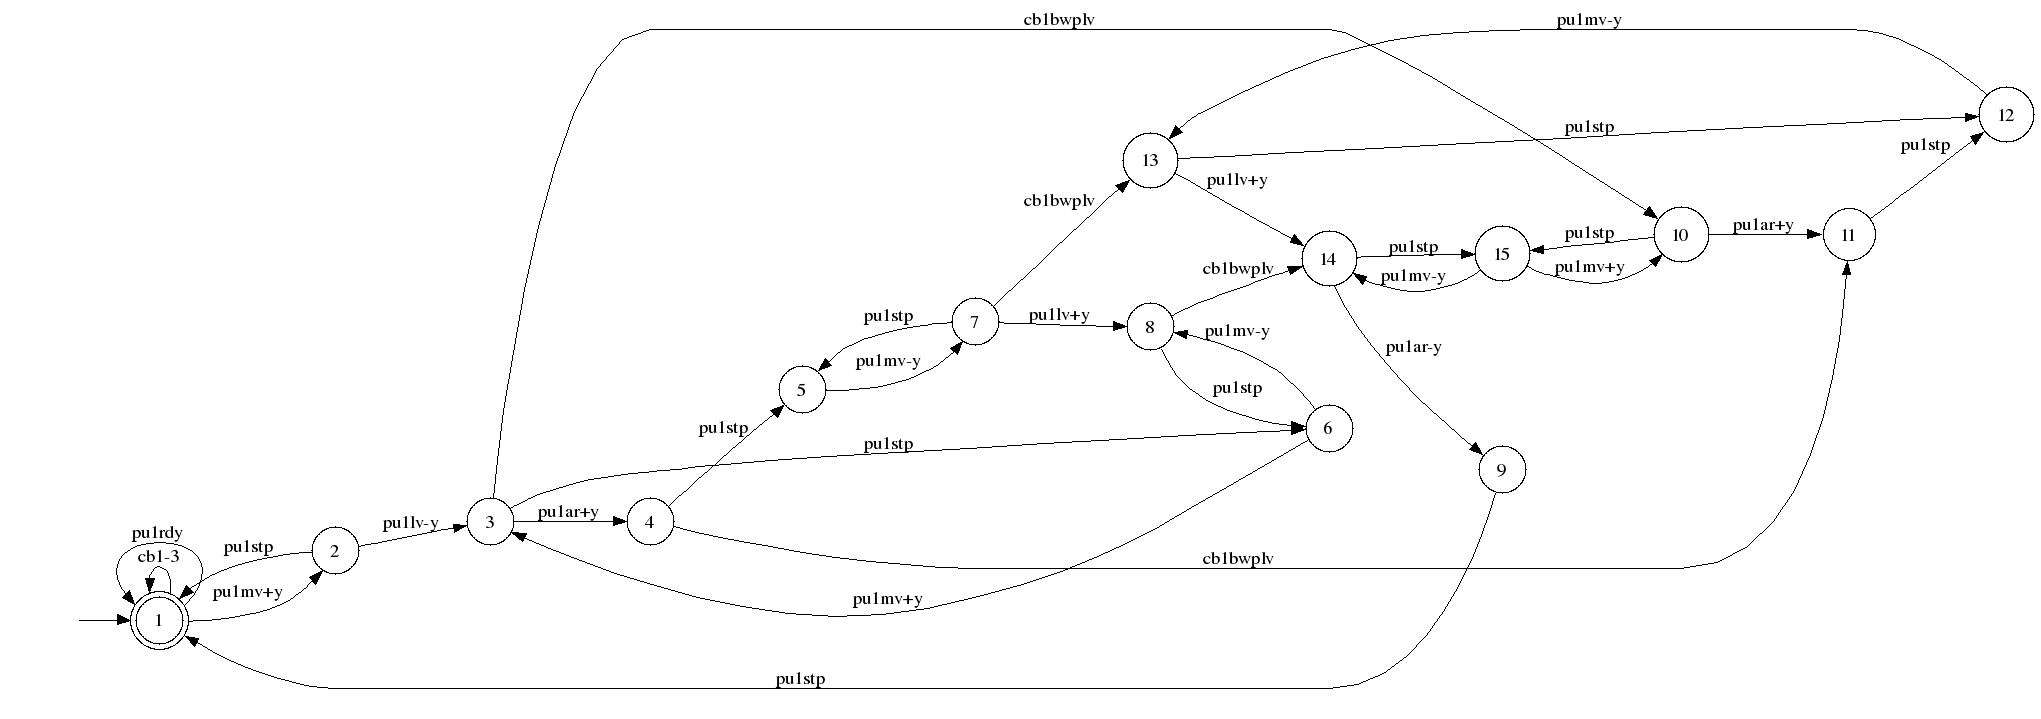 cb1bwplv
pu1mv-y
12
pu1stp
pu1stp
13
pu1lv+y
cb1bwplv
pu1stp
10
pu1ar+y
11
pu1stp
14
15
cb1bwplv
pu1mv-y
pu1mv+y
pu1stp
7
pu1lv+y
8
pu1mv-y
pu1ar-y
pu1mv-y
5
pu1stp
pu1stp
6
pu1stp
9
pu1ar+y
3
4
pu1lv-y
pu1rdy
pu1stp
2
cb1-3
cb1bwplv
pu1mv+y
pu1mv+y
1
pu1stp